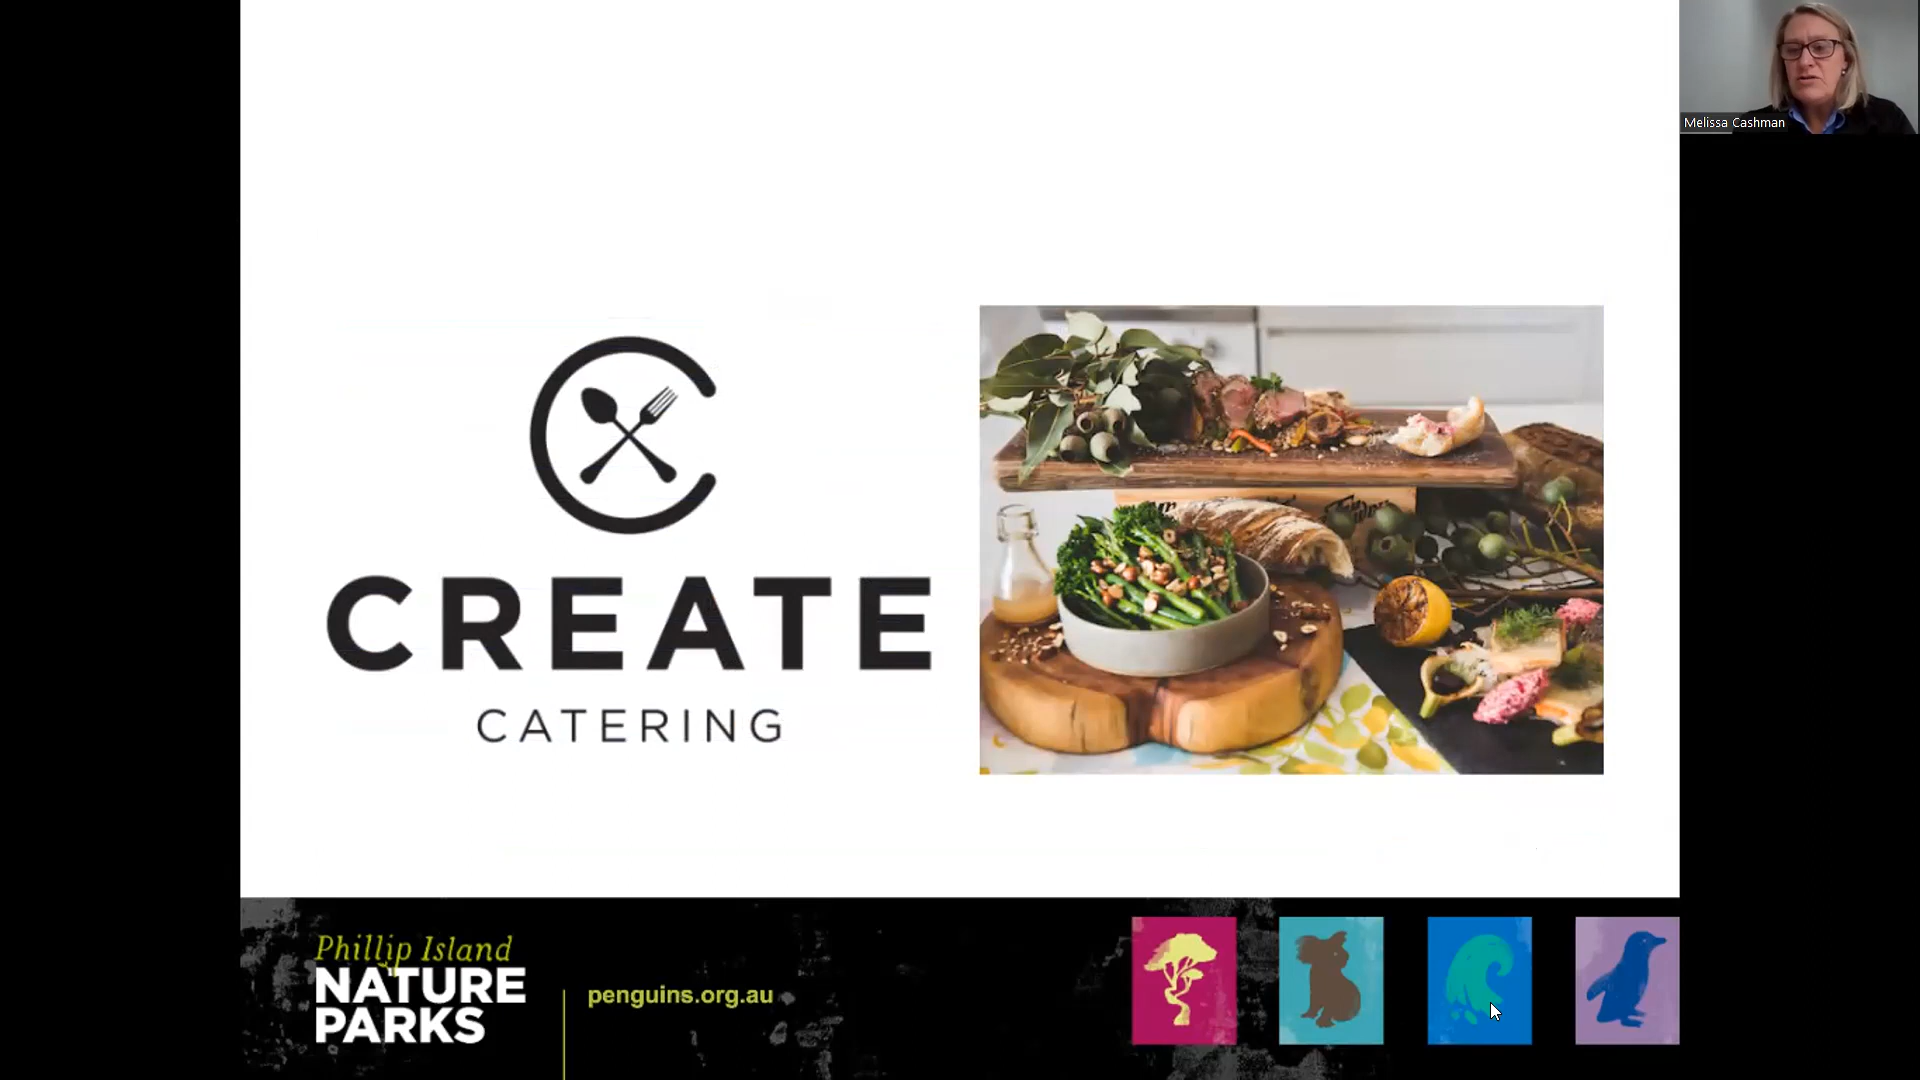 Melissa Cashman
CREATE
CATERING
Phillip Island
NATURE
PARKS
penguins.org.au